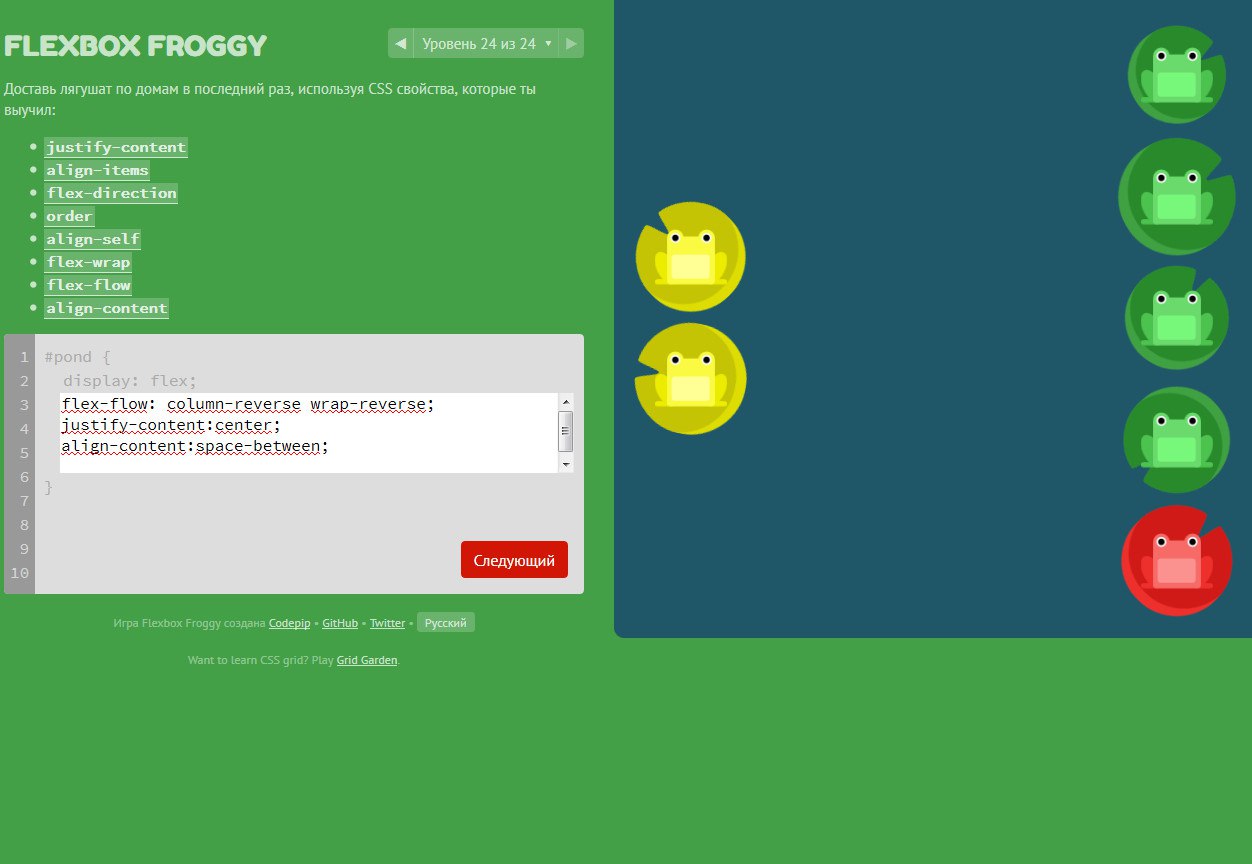 FLEXBOX FROGGY
◀ Уровень 24 из 24 ▾ ▶
Доставь лягушат по домам в последний раз, используя CSS свойства, которые ты
выучил:
• justify-content
• align-items
• flex-direction
• order
• align-self
• flex-wrap
• flex-flow
• align-content
1 #pond {
2 display: flex;
3 flex-flow: column-reverse wrap-reverse;
4 justify-content:center;
5 align-content:space-between;
6 }
7
8
9
10
Следующий
Игра Flexbox Froggy создана Codepip • GitHub • Twitter • Русский
Want to learn CSS grid? Play Grid Garden.